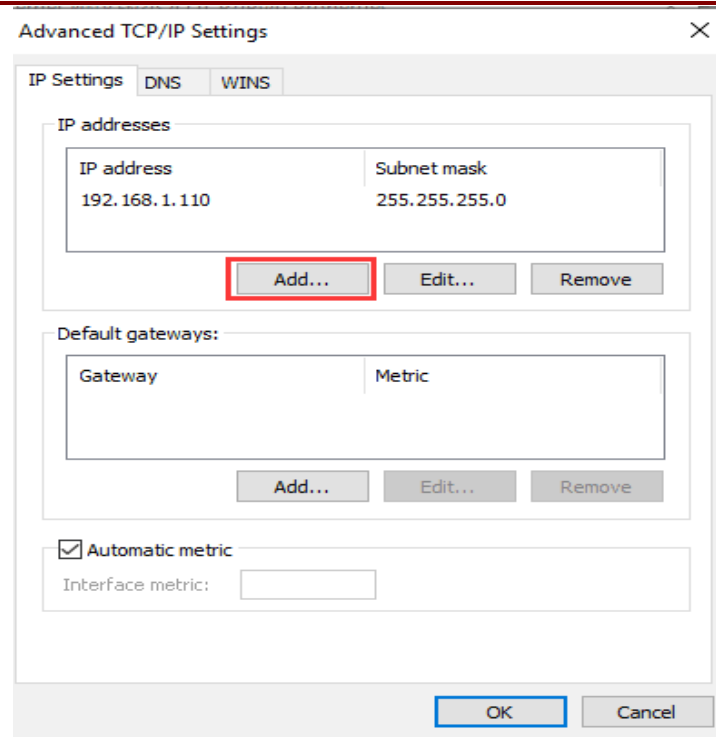 Advanced TCP/IP Settings
IP Settings DNS WINS
IP addresses
IP address Subnet mask
192.168.1.110 255.255.255.0
Add... Edit... Remove
Default gateways:
Gateway Metric
Add... Edit... Remove
Automatic metric
Interface metric:
OK Cancel